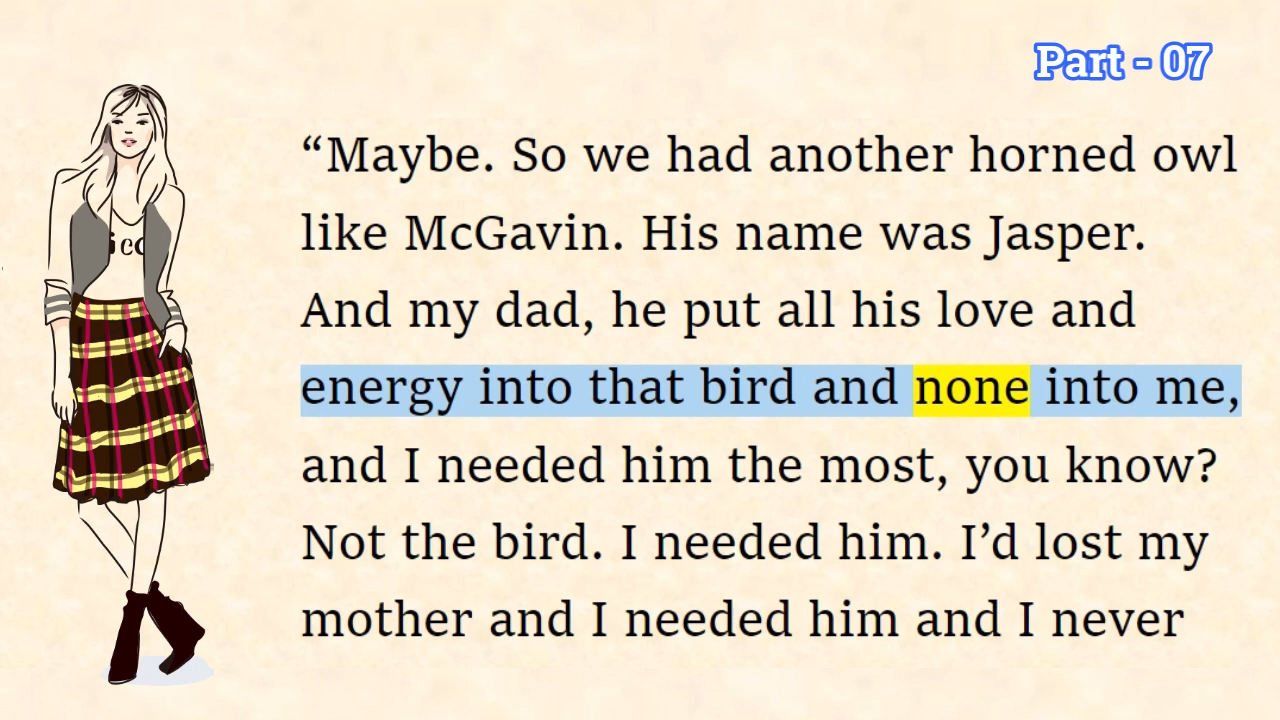 Part - 07
“Maybe. So we had another horned owl
like McGavin. His name was Jasper.
And my dad, he put all his love and
energy into that bird and none into me,
and I needed him the most, you know?
Not the bird. I needed him. I’d lost my
mother and I needed him and I never